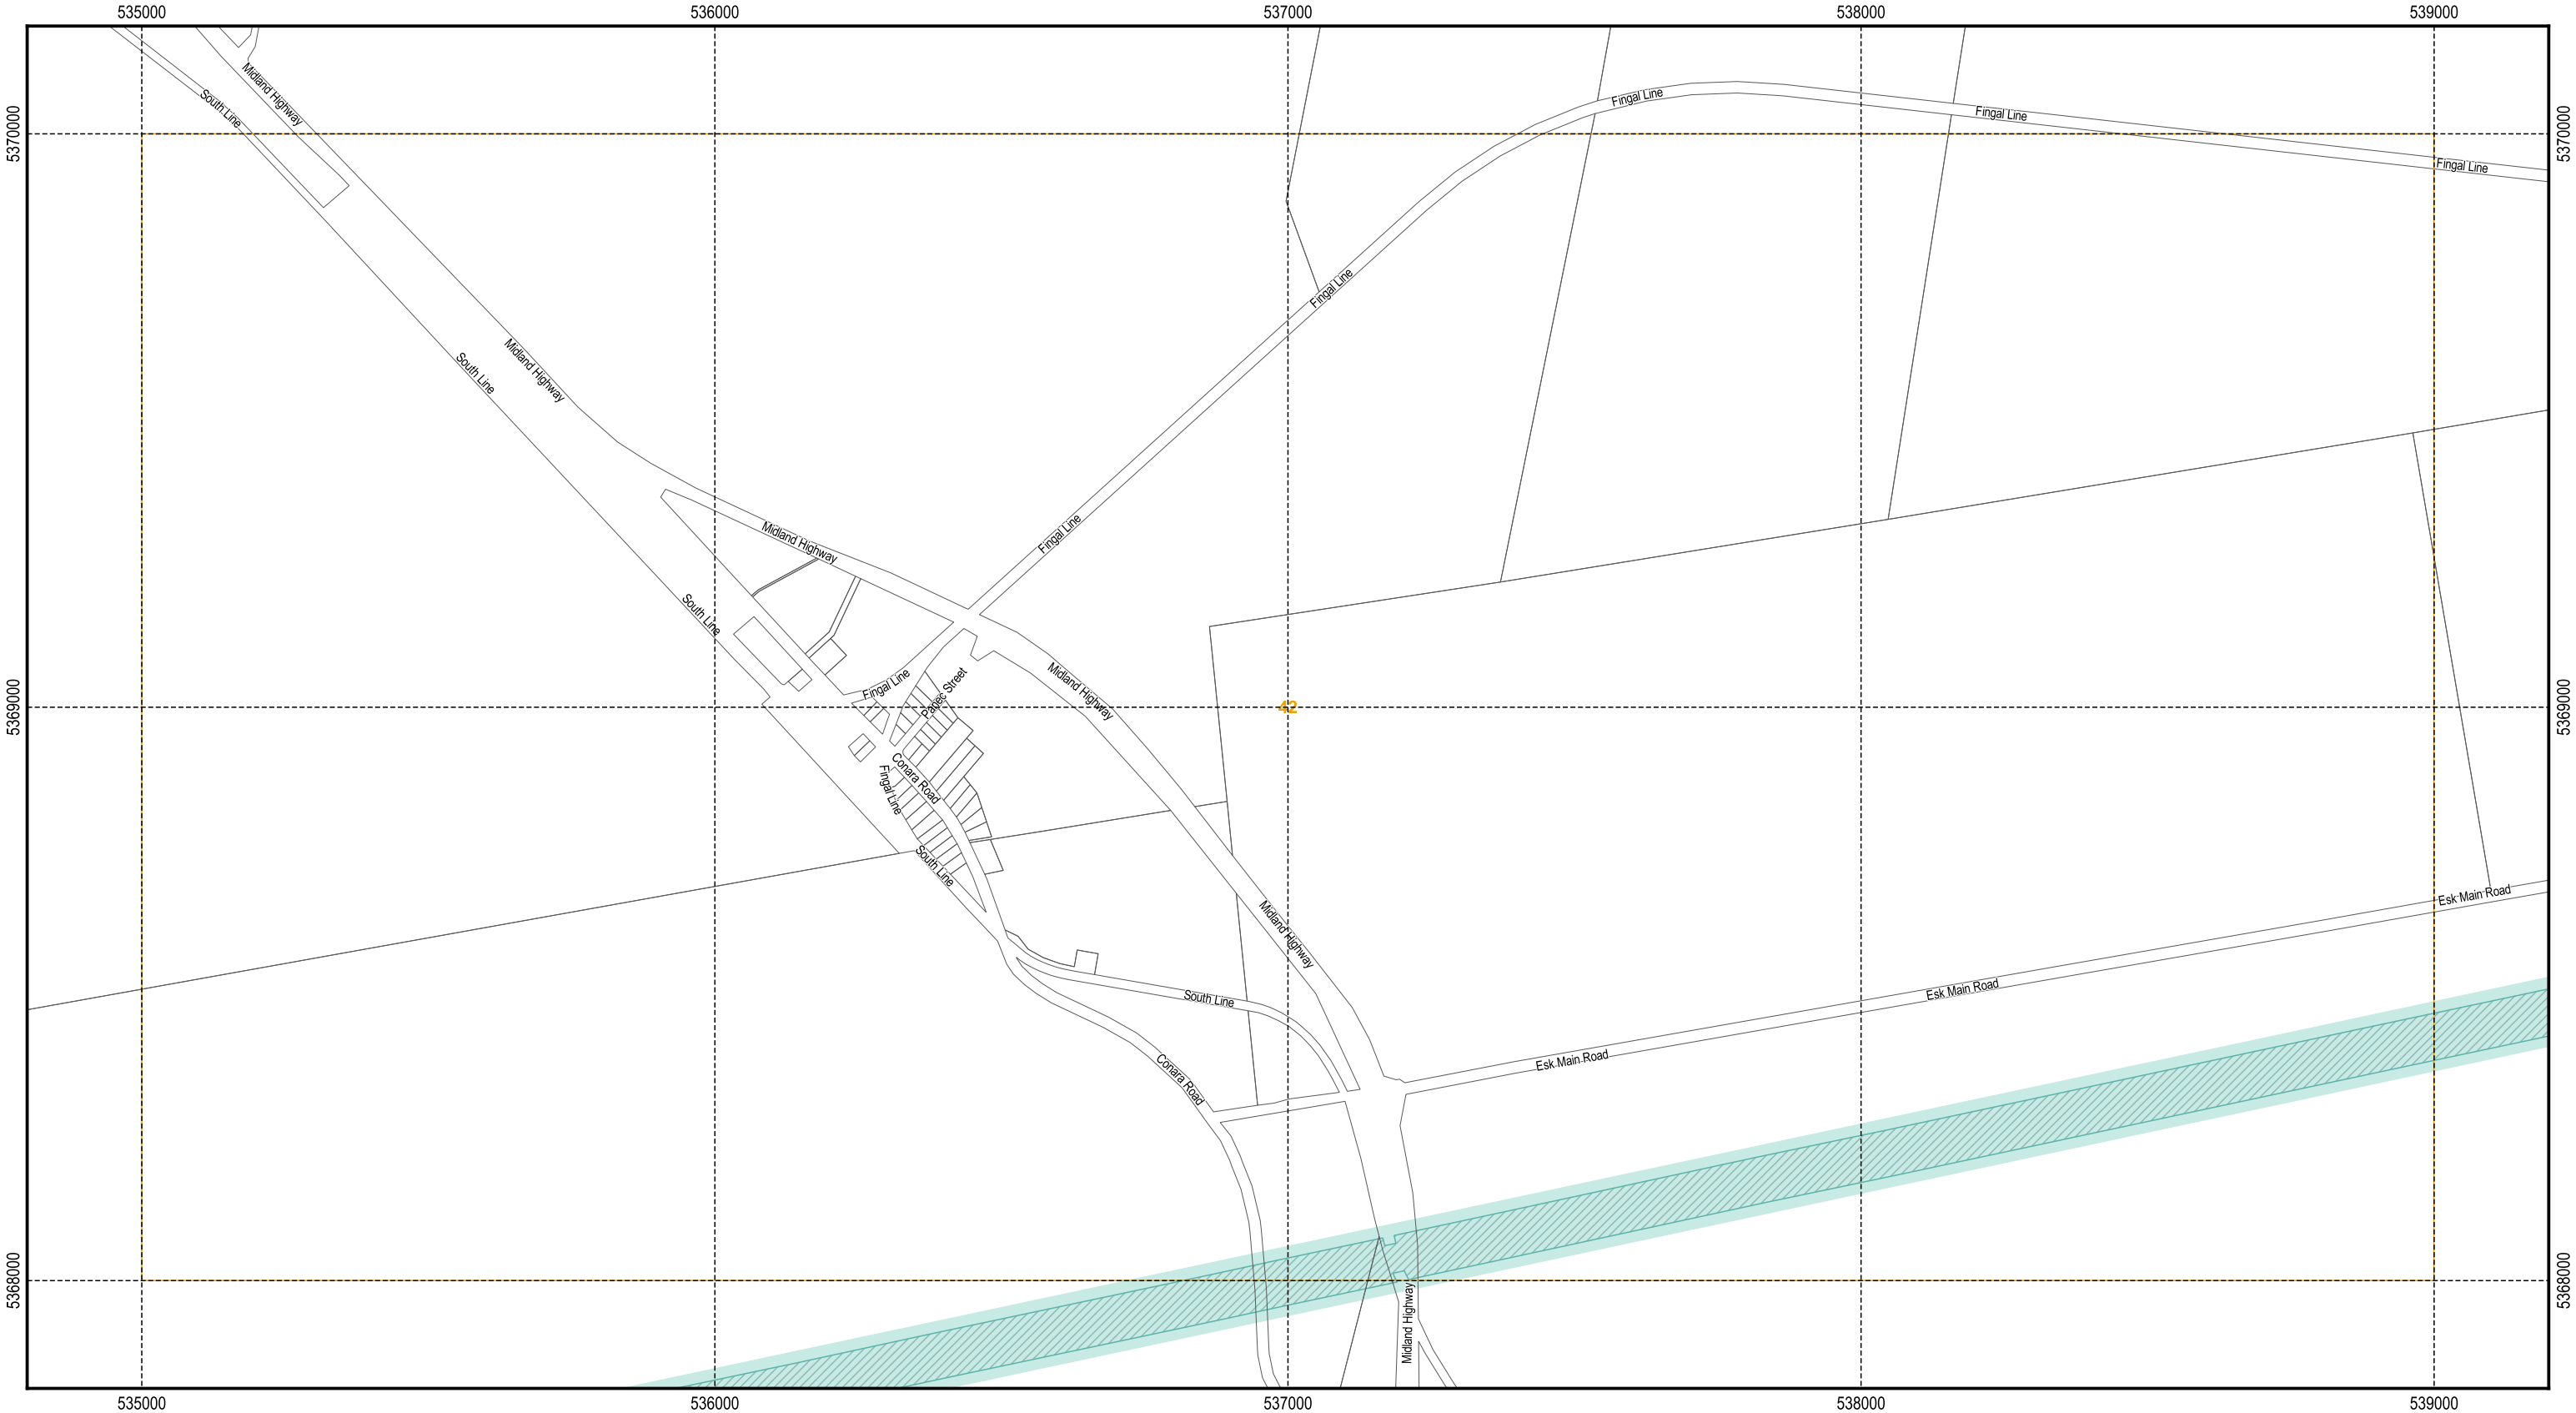 535000
536000
537000
538000
539000
Midland Highway
South Line
Fingal Line
Fingal Line
5370000
5370000
Fingal Line
Fingal Line
Midland Highway
South Line
Midland Highway
Fingal Line
South Line
Fingal Line
Panec Street
Midland Highway
5369000
42
5369000
Conara Road
Fingal Line
South Line
Midland Highway
Esk Main Road
South Line
Esk Main Road
Conara Road
Esk Main Road
5368000
5368000
Midland Highway
535000
536000
537000
538000
539000